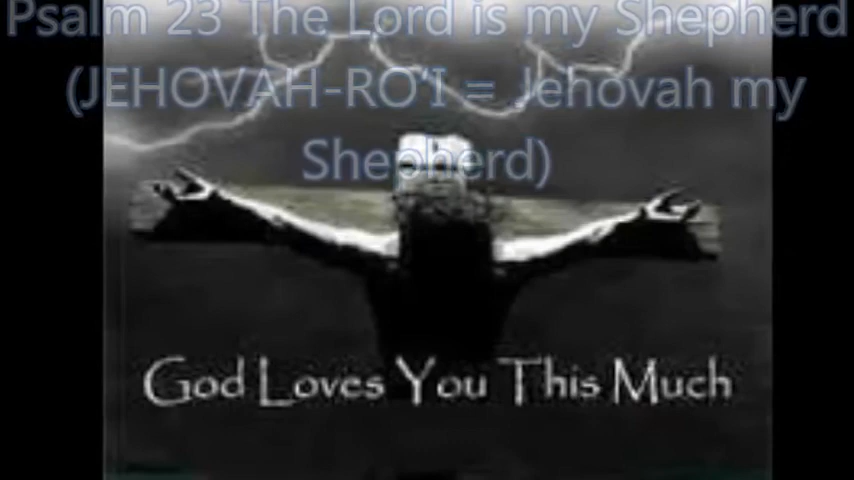 Psalm 23 The Lord is my Shepherd
(JEHOVAH-RO'I = Jehovah my
Shepherd)
God Loves You This Much